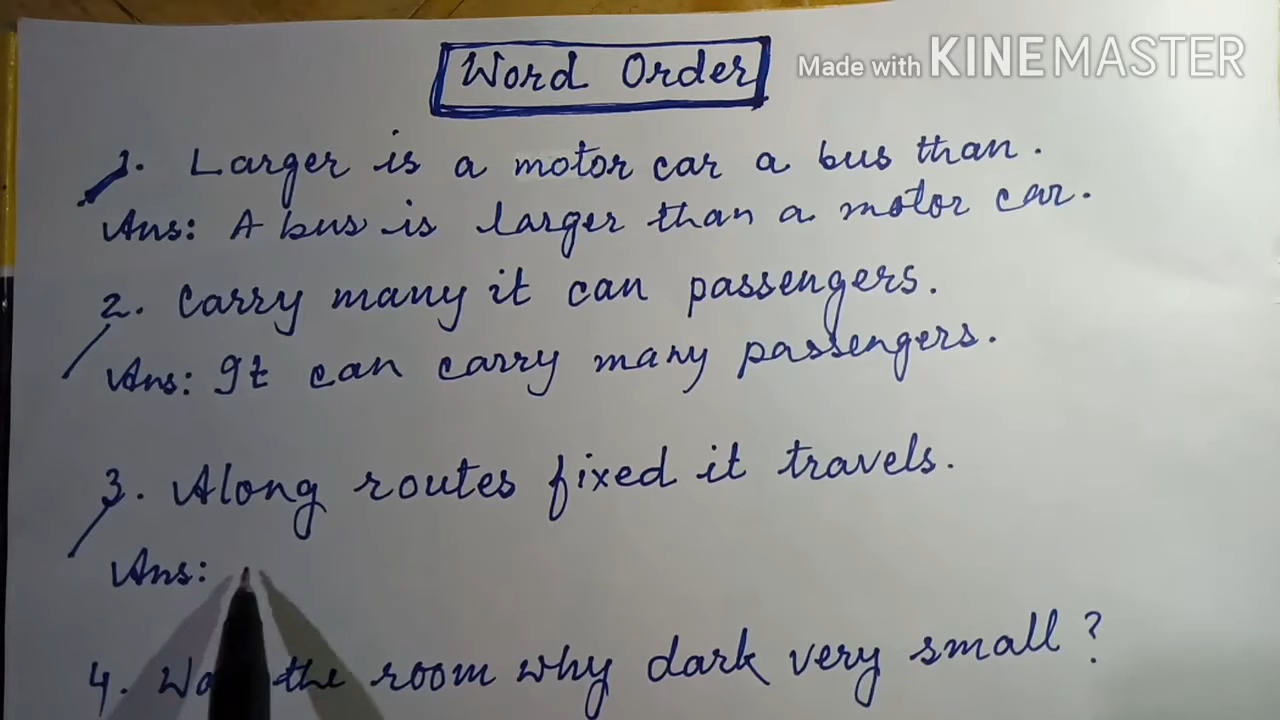 Word Order
Made with KINEMASTER
1. Larger is a motor car a bus than.
Ans: A bus is larger than a motor car.
2. Carry many it can passengers.
Ans: It can carry many passengers.
3. Along routes fixed it travels.
Ans:
4. the room why dark very small?